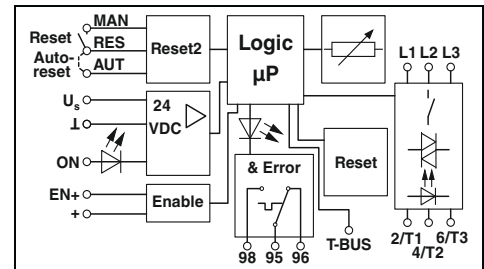 MAN
Reset
RES
Auto-
reset
AUT
Reset2
Logic
µP
L1 L2 L3
Us
⊥
24
VDC
ON
EN+
+
Enable
& Error
Reset
98 95 96
T-BUS
2/T1
4/T2
6/T3